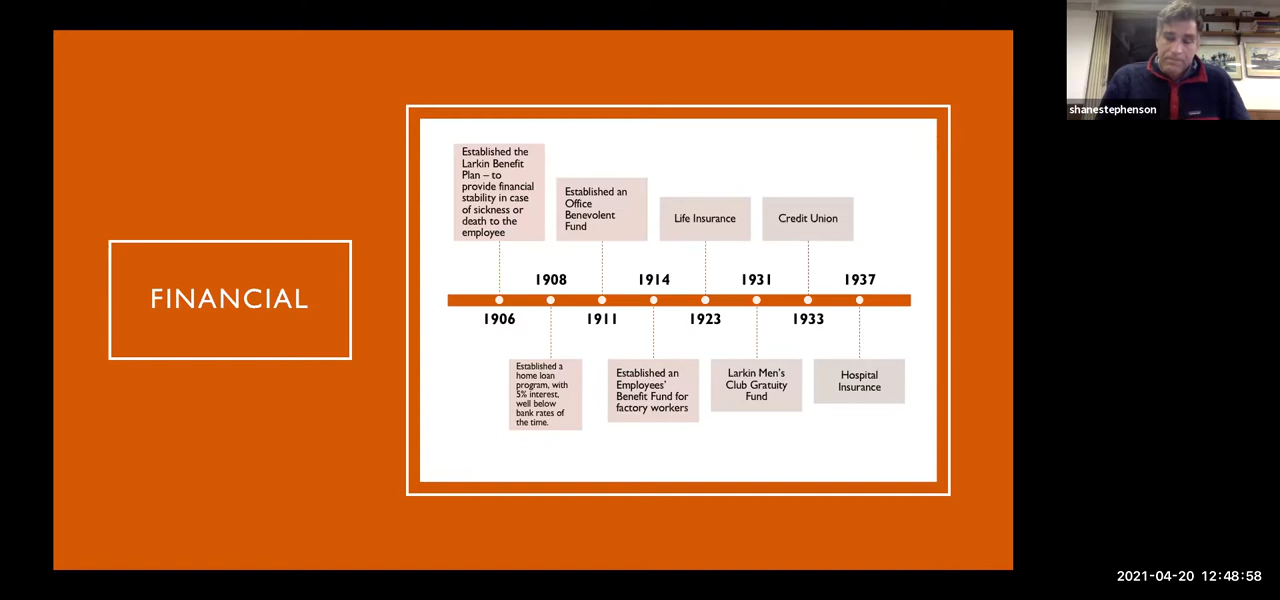 shanestephenson
FINANCIAL
Established the
Larkin Benefit
Plan – to
provide financial
stability in case
of sickness or
death to the
employee
Established an
Office
Benevolent
Fund
Life Insurance
Credit Union
1908
1914
1931
1937
1906
1911
1923
1933
Established a
home loan
program, with
5% interest,
well below
bank rates of
the time.
Established an
Employees’
Benefit Fund for
factory workers
Larkin Men’s
Club Gratuity
Fund
Hospital
Insurance
2021-04-20 12:48:58